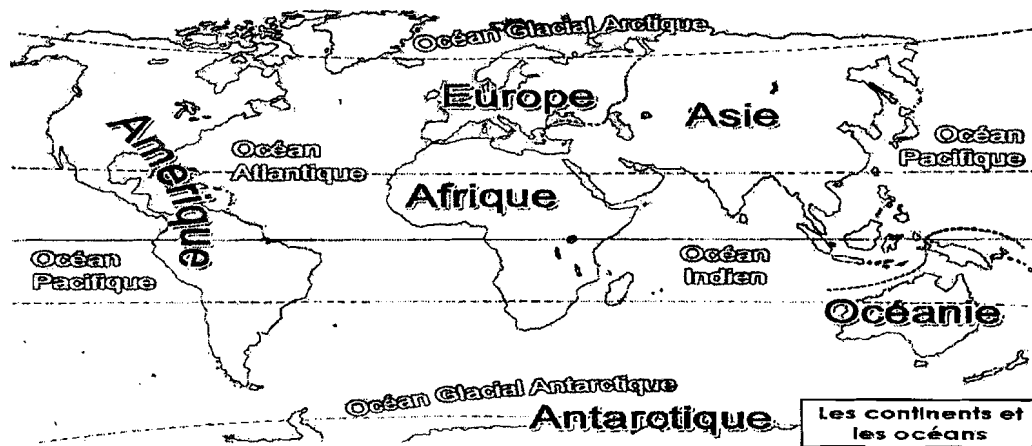 Océan Glacial Arctique
Europe
Asie
Amérique
Océan
Atlantique
Océan
Pacifique
Afrique
Océan
Pacifique
Océan
Indien
Océanie
Océan Glacial Antarctique
Antarotique
Les continents et
les océans